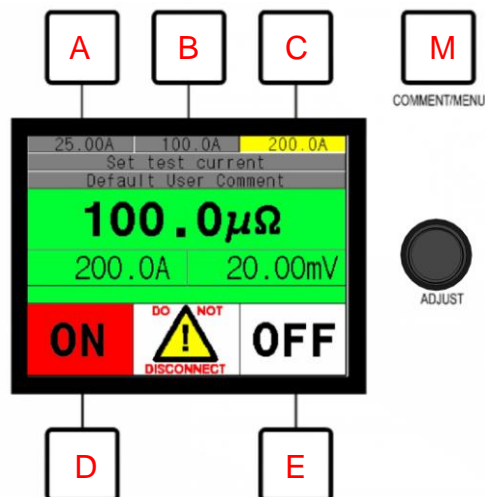 A B C M
COMMENT/MENU
25.00A 100.0A 200.0A
Set test current
Default User Comment
100.0µΩ
200.0A 20.00mV
ADJUST
ON DO NOT DISCONNECT OFF
D E